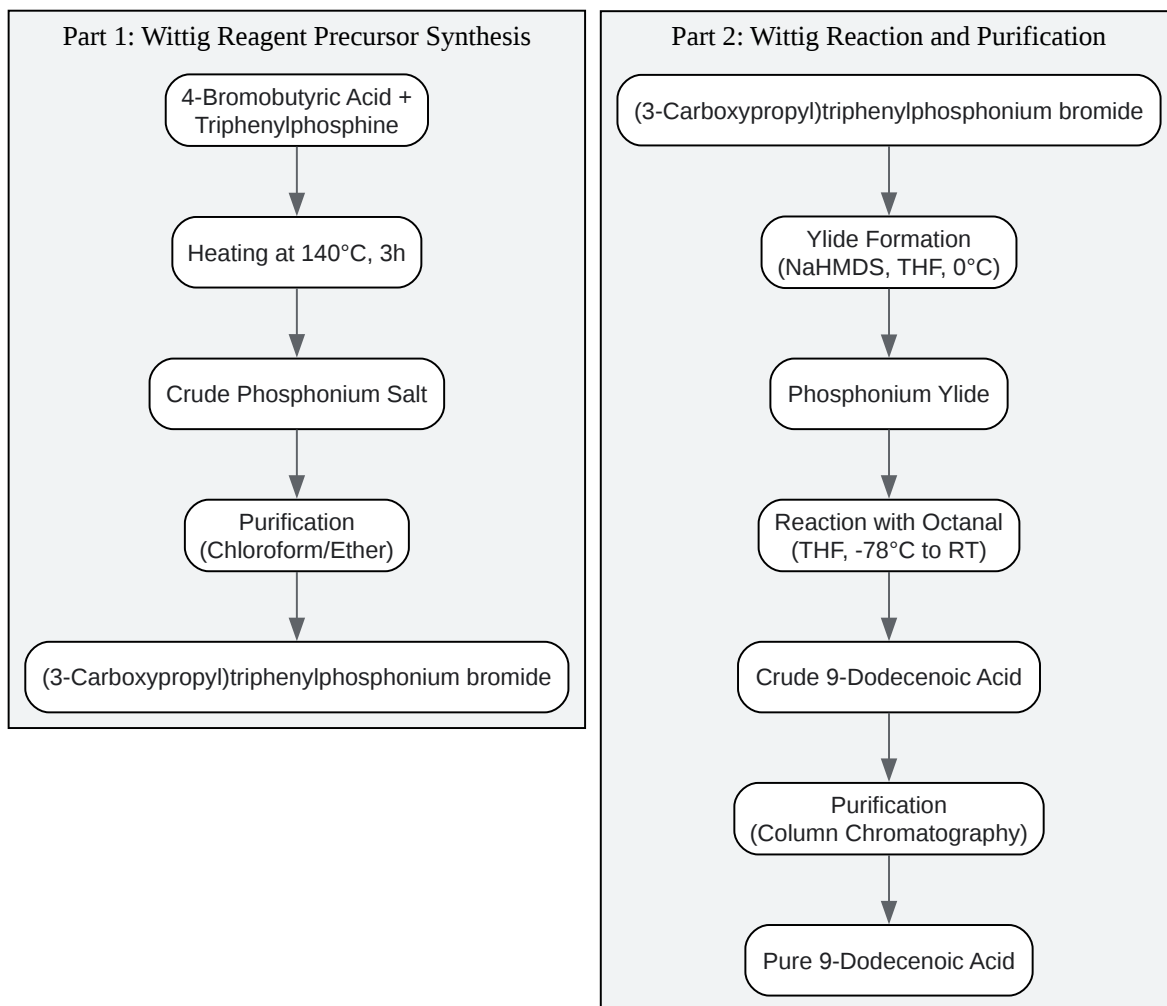 Part 1: Wittig Reagent Precursor Synthesis
4-Bromobutyric Acid +
Triphenylphosphine
Heating at 140°C, 3h
Crude Phosphonium Salt
Purification
(Chloroform/Ether)
(3-Carboxypropyl)triphenylphosphonium bromide
Part 2: Wittig Reaction and Purification
(3-Carboxypropyl)triphenylphosphonium bromide
Ylide Formation
(NaHMDS, THF, 0°C)
Phosphonium Ylide
Reaction with Octanal
(THF, -78°C to RT)
Crude 9-Dodecenoic Acid
Purification
(Column Chromatography)
Pure 9-Dodecenoic Acid